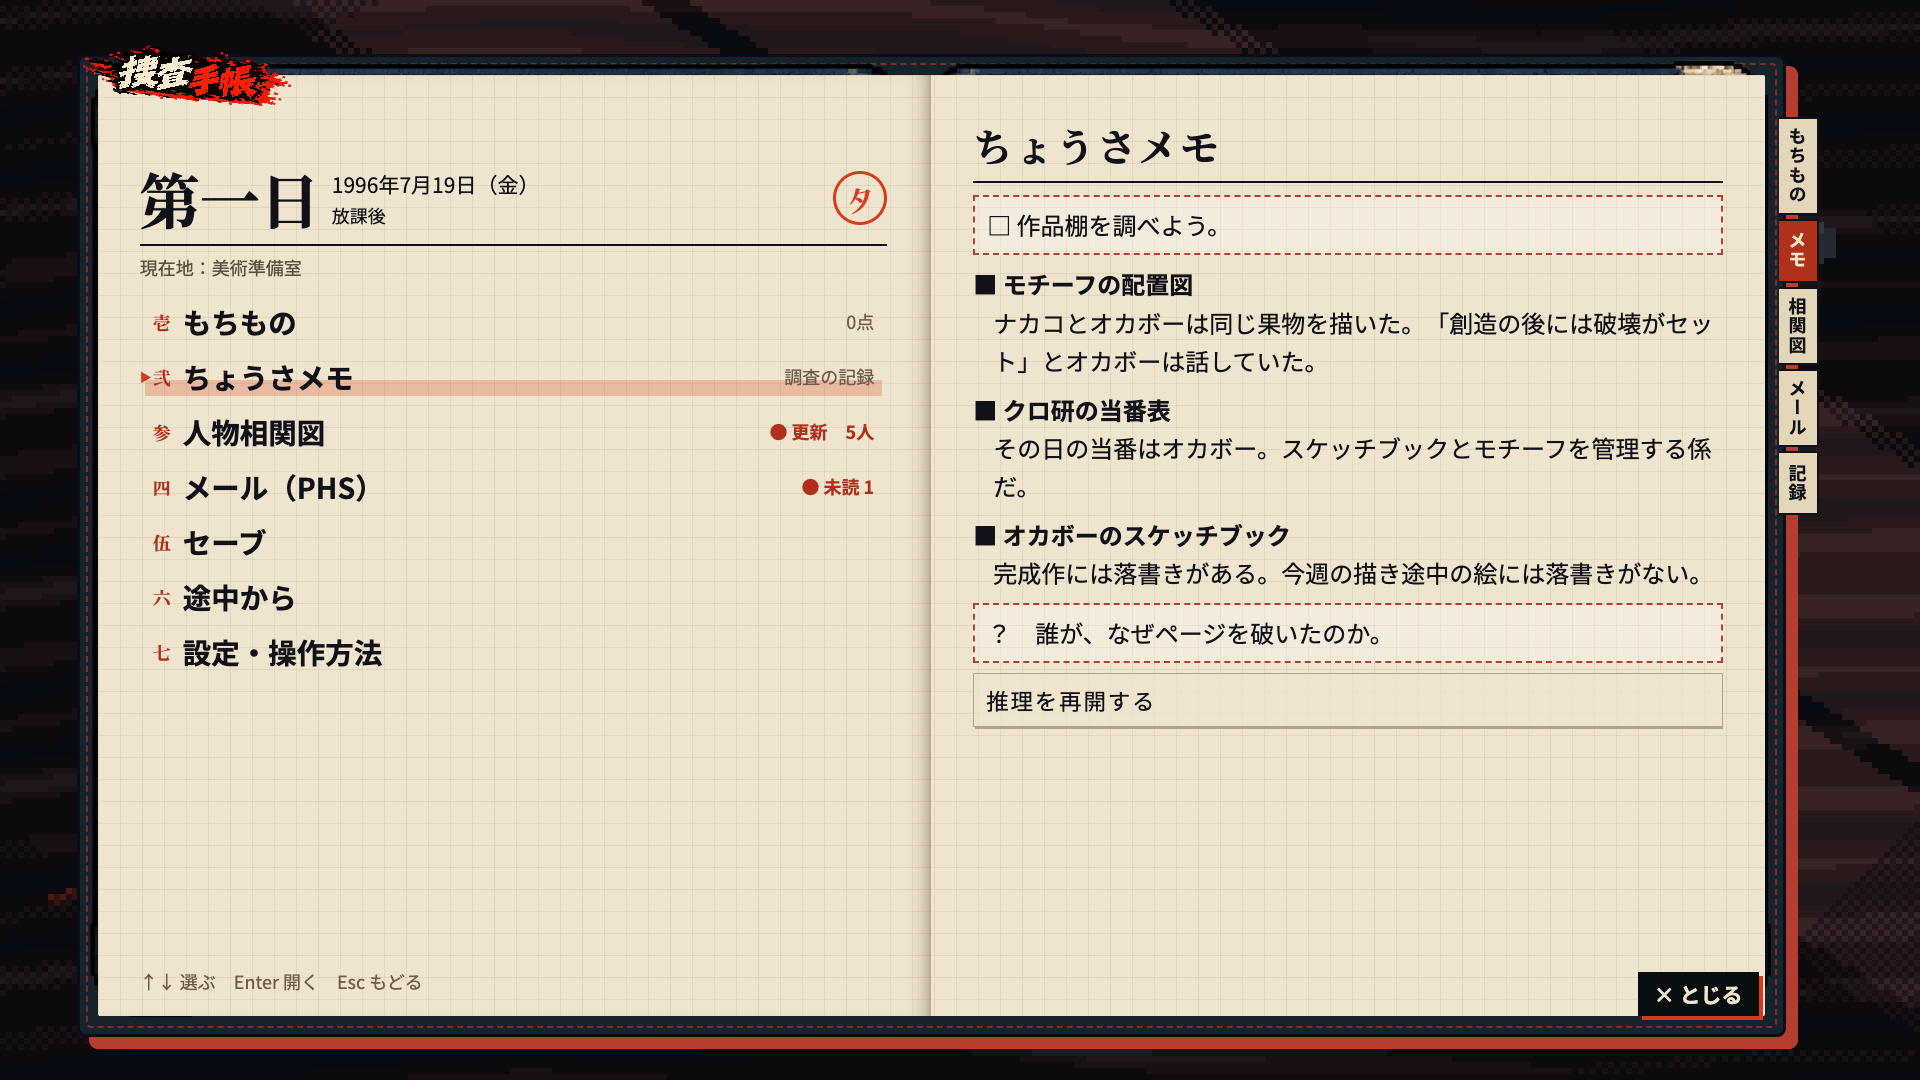 捜査手帳
第一日
1996年7月19日（金）
放課後
夕
現在地：美術準備室
壱 もちもの 0点
▶弐 ちょうさメモ 調査の記録
参 人物相関図 ●更新 5人
四 メール（PHS） ●未読 1
伍 セーブ
六 途中から
七 設定・操作方法
↑↓ 選ぶ Enter 開く Esc もどる
ちょうさメモ
□ 作品棚を調べよう。
■ モチーフの配置図
ナカコとオカボーは同じ果物を描いた。「創造の後には破壊がセッ
ト」とオカボーは話していた。
■ クロ研の当番表
その日の当番はオカボー。スケッチブックとモチーフを管理する係
だ。
■ オカボーのスケッチブック
完成作には落書きがある。今週の描き途中の絵には落書きがない。
？ 誰が、なぜページを破いたのか。
推理を再開する
× とじる
もちもの
メモ
相関図
メール
記録